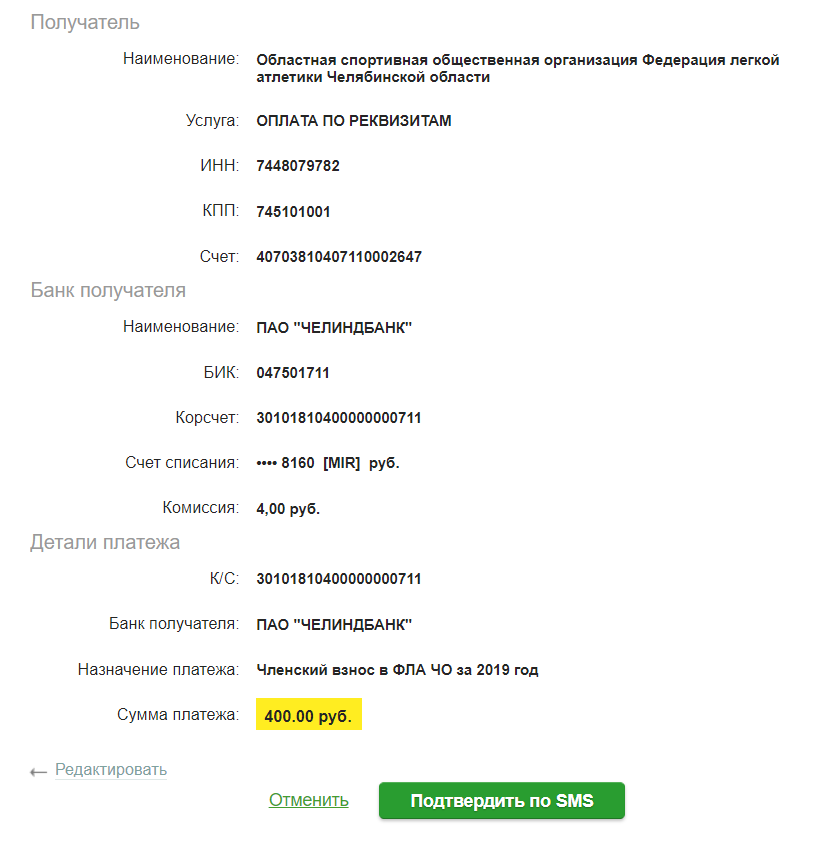 Получатель
Наименование: Областная спортивная общественная организация Федерация легкой
атлетики Челябинской области
Услуга: ОПЛАТА ПО РЕКВИЗИТАМ
ИНН: 7448079782
КПП: 745101001
Счет: 40703810407110002647
Банк получателя
Наименование: ПАО "ЧЕЛИНДБАНК"
БИК: 047501711
Корсчет: 30101810400000000711
Счет списания: •••• 8160 [MIR] руб.
Комиссия: 4,00 руб.
Детали платежа
К/С: 30101810400000000711
Банк получателя: ПАО "ЧЕЛИНДБАНК"
Назначение платежа: Членский взнос в ФЛА ЧО за 2019 год
Сумма платежа: 400.00 руб.
← Редактировать
Отменить Подтвердить по SMS